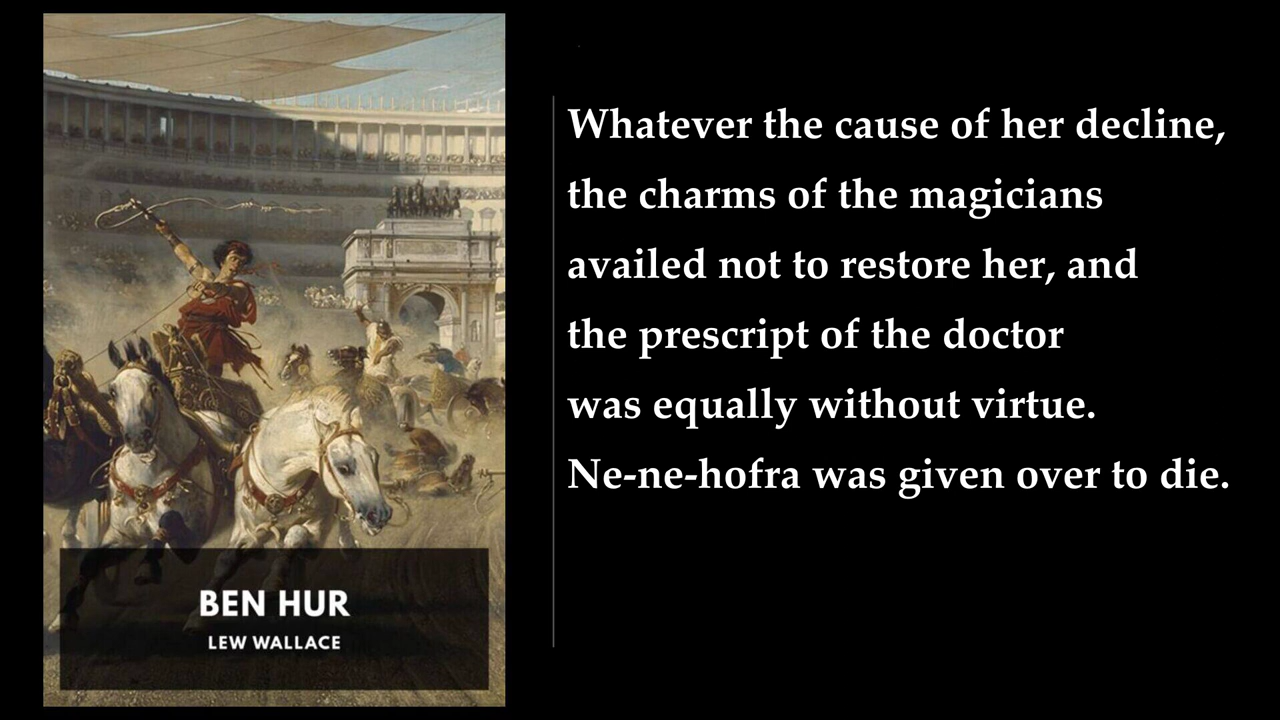 BEN HUR
LEW WALLACE
Whatever the cause of her decline,
the charms of the magicians
availed not to restore her, and
the prescript of the doctor
was equally without virtue.
Ne-ne-hofra was given over to die.